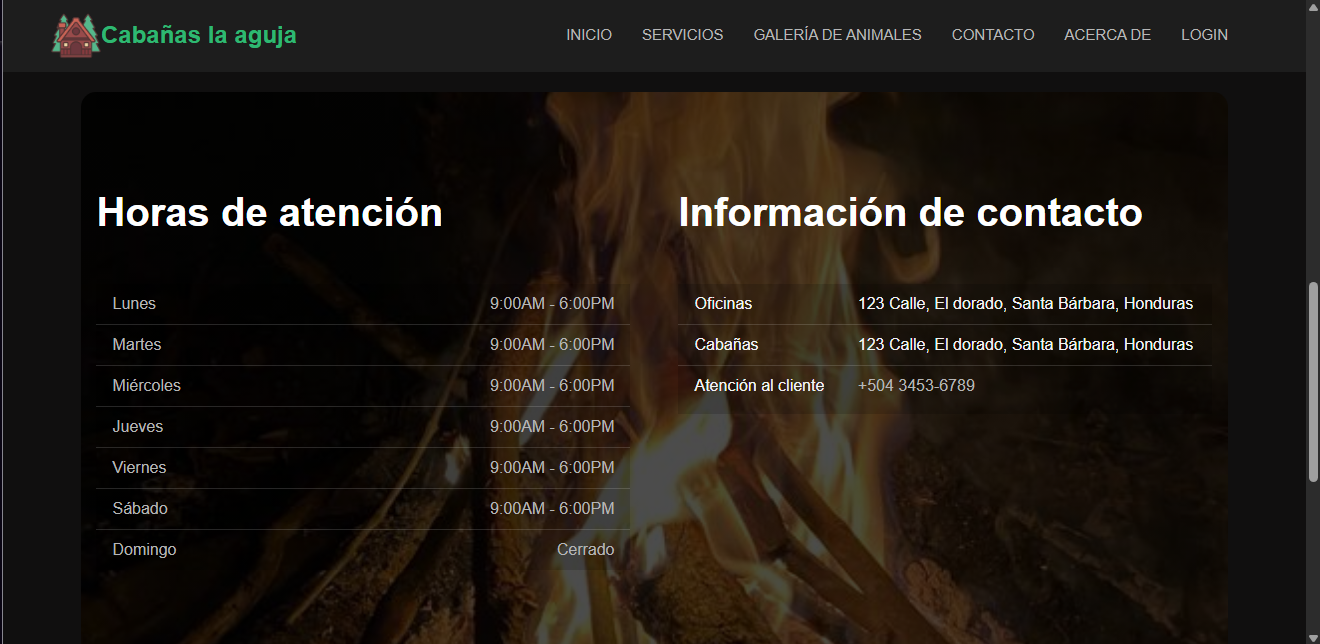 Cabañas la aguja
INICIO SERVICIOS GALERÍA DE ANIMALES CONTACTO ACERCA DE LOGIN
Horas de atención
Lunes 9:00AM - 6:00PM
Martes 9:00AM - 6:00PM
Miércoles 9:00AM - 6:00PM
Jueves 9:00AM - 6:00PM
Viernes 9:00AM - 6:00PM
Sábado 9:00AM - 6:00PM
Domingo Cerrado
Información de contacto
Oficinas 123 Calle, El dorado, Santa Bárbara, Honduras
Cabañas 123 Calle, El dorado, Santa Bárbara, Honduras
Atención al cliente +504 3453-6789